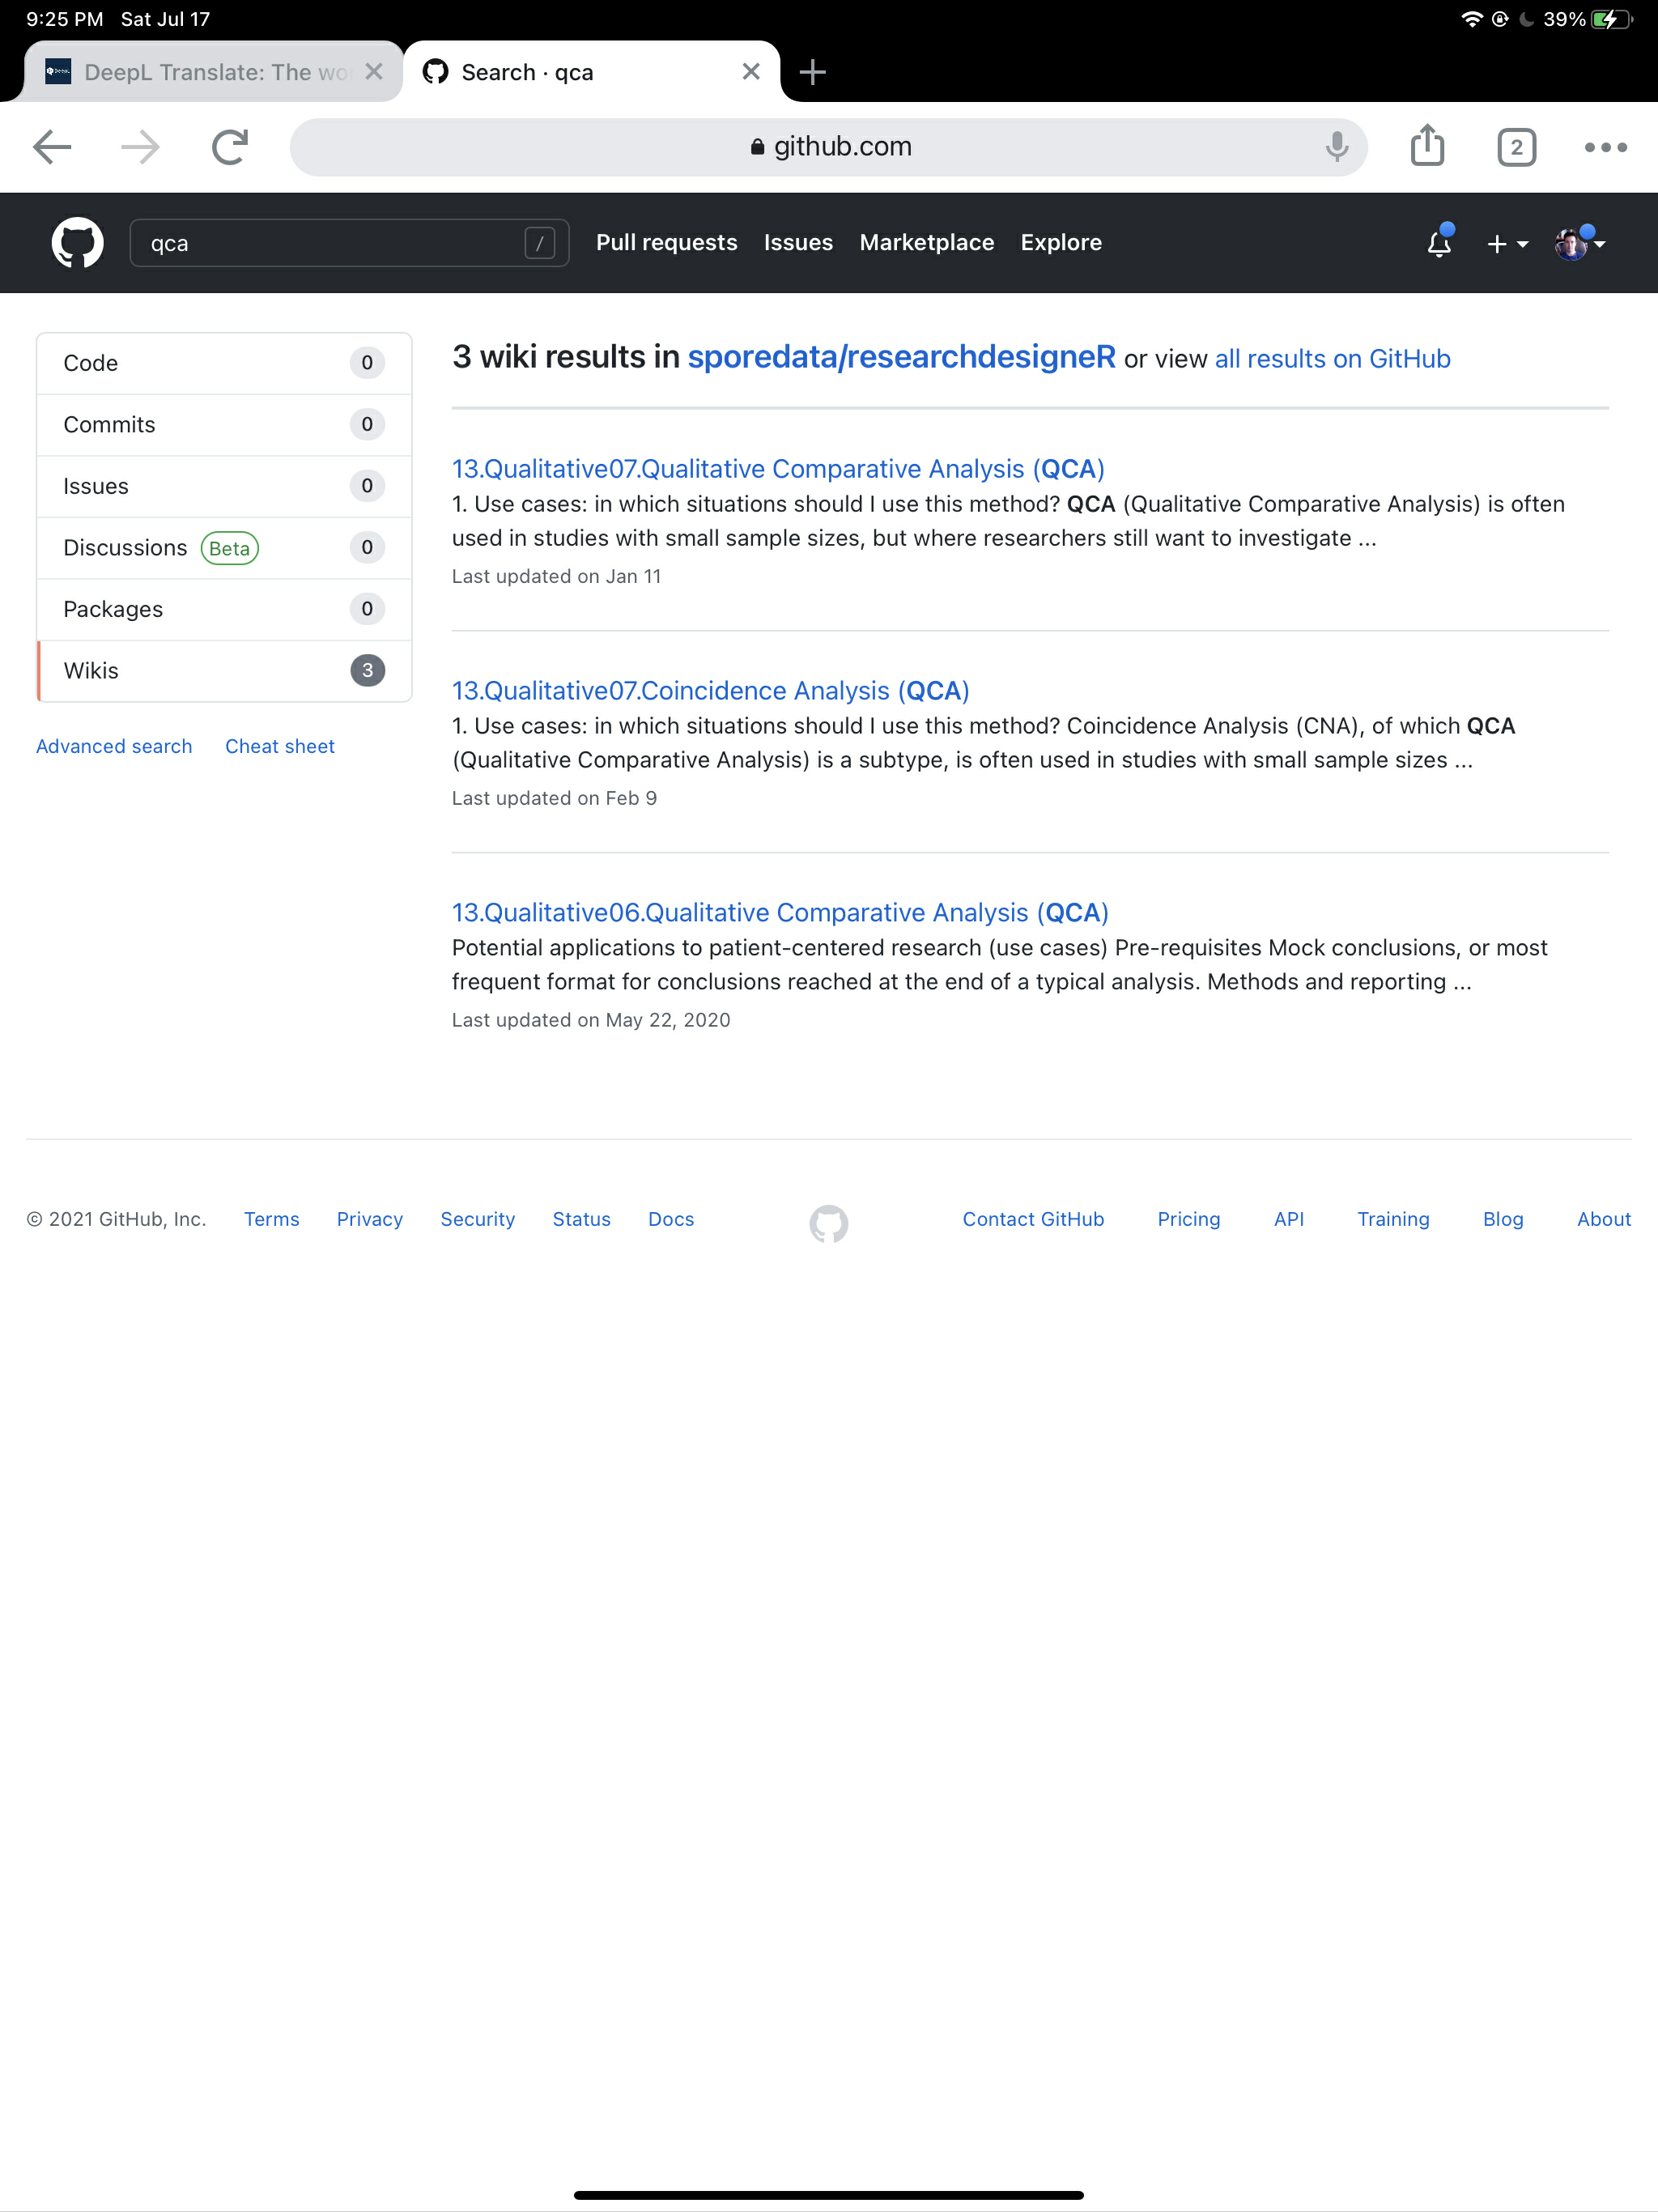 9:25 PM Sat Jul 17
39%
DeepL Translate: The wo
Search · qca
github.com
2
qca
/
Pull requests Issues Marketplace Explore
Code 0
Commits 0
Issues 0
Discussions Beta 0
Packages 0
Wikis 3
Advanced search Cheat sheet
3 wiki results in sporedata/researchdesigneR or view all results on GitHub
13.Qualitative07.Qualitative Comparative Analysis (QCA)
1. Use cases: in which situations should I use this method? QCA (Qualitative Comparative Analysis) is often
used in studies with small sample sizes, but where researchers still want to investigate ...
Last updated on Jan 11
13.Qualitative07.Coincidence Analysis (QCA)
1. Use cases: in which situations should I use this method? Coincidence Analysis (CNA), of which QCA
(Qualitative Comparative Analysis) is a subtype, is often used in studies with small sample sizes ...
Last updated on Feb 9
13.Qualitative06.Qualitative Comparative Analysis (QCA)
Potential applications to patient-centered research (use cases) Pre-requisites Mock conclusions, or most
frequent format for conclusions reached at the end of a typical analysis. Methods and reporting ...
Last updated on May 22, 2020
© 2021 GitHub, Inc. Terms Privacy Security Status Docs Contact GitHub Pricing API Training Blog About